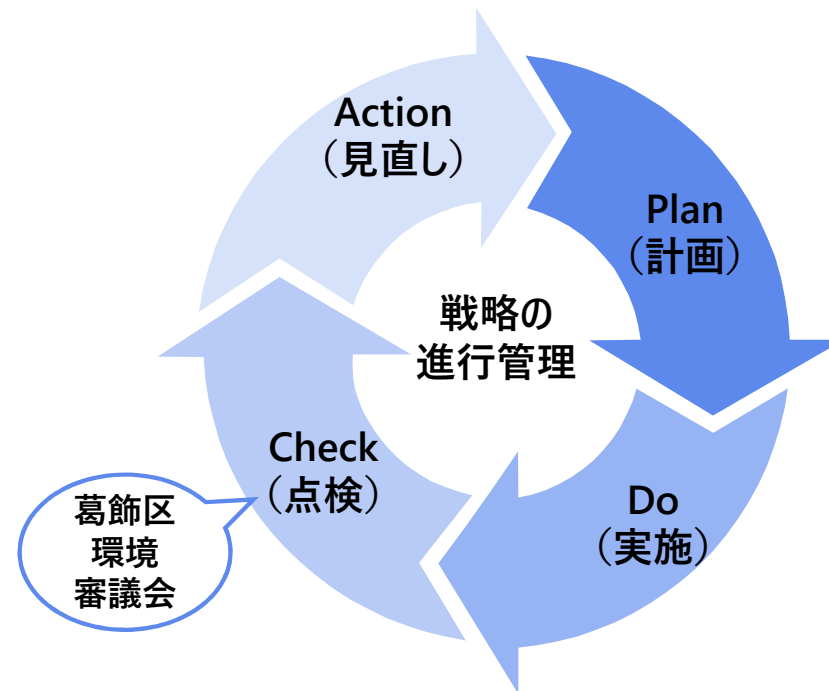 Action
（見直し）
Plan
（計画）
戦略の
進行管理
Check
（点検）
Do
（実施）
葛飾区
環境
審議会